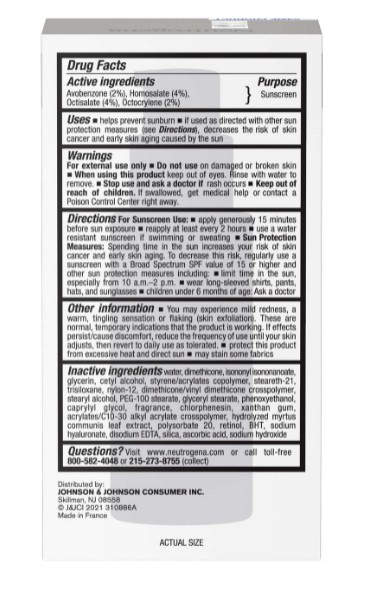 Drug Facts
Active ingredients Purpose
Avobenzone (2%), Homosalate (4%),
Octisalate (4%), Octocrylene (2%) } Sunscreen
Uses ■ helps prevent sunburn ■ if used as directed with other sun
protection measures (see Directions), decreases the risk of skin
cancer and early skin aging caused by the sun
Warnings
For external use only ■ Do not use on damaged or broken skin
■ When using this product keep out of eyes. Rinse with water to
remove. ■ Stop use and ask a doctor if rash occurs ■ Keep out of
reach of children. If swallowed, get medical help or contact a
Poison Control Center right away.
Directions For Sunscreen Use: ■ apply generously 15 minutes
before sun exposure ■ reapply at least every 2 hours ■ use a water
resistant sunscreen if swimming or sweating ■ Sun Protection
Measures: Spending time in the sun increases your risk of skin
cancer and early skin aging. To decrease this risk, regularly use a
sunscreen with a Broad Spectrum SPF value of 15 or higher and
other sun protection measures including: ■ limit time in the sun,
especially from 10 a.m.–2 p.m. ■ wear long-sleeved shirts, pants,
hats, and sunglasses ■ children under 6 months of age: Ask a doctor
Other information ■ You may experience mild redness, a
warm, tingling sensation or flaking (skin exfoliation). These are
normal, temporary indications that the product is working. If effects
persist/cause discomfort, reduce the frequency of use until your skin
adjusts, then revert to daily use as tolerated. ■ protect this product
from excessive heat and direct sun ■ may stain some fabrics
Inactive ingredients water, dimethicone, isononyl isononanoate,
glycerin, cetyl alcohol, styrene/acrylates copolymer, steareth-21,
trisiloxane, nylon-12, dimethicone/vinyl dimethicone crosspolymer,
stearyl alcohol, PEG-100 stearate, glyceryl stearate, phenoxyethanol,
caprylyl glycol, fragrance, chlorphenesin, xanthan gum,
acrylates/C10-30 alkyl acrylate crosspolymer, hydrolyzed myrtus
communis leaf extract, polysorbate 20, retinol, BHT, sodium
hyaluronate, disodium EDTA, silica, ascorbic acid, sodium hydroxide
Questions? Visit www.neutrogena.com or call toll-free
800-582-4048 or 215-273-8755 (collect)
Distributed by:
JOHNSON & JOHNSON CONSUMER INC.
Skillman, NJ 08558
© J&JCI 2021 310886A
Made in France
ACTUAL SIZE